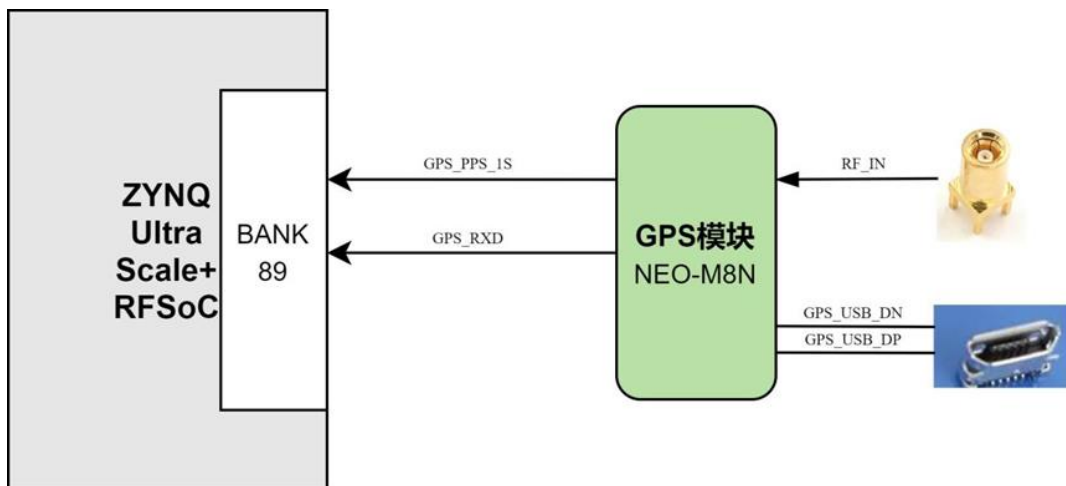 ZYNQ
Ultra
Scale+
RFSoC
BANK
89
GPS_PPS_1S
GPS_RXD
GPS模块
NEO-M8N
RF_IN
GPS_USB_DN
GPS_USB_DP